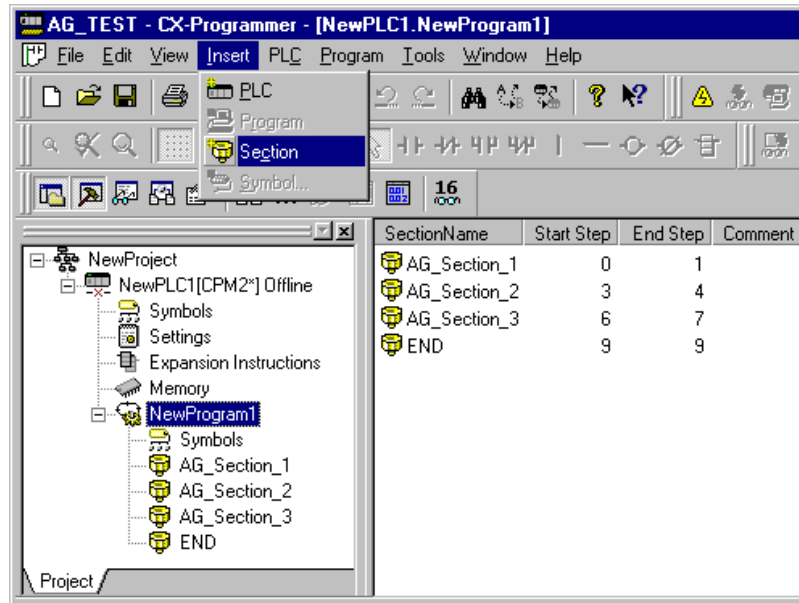 AG_TEST - CX-Programmer - [NewPLC1.NewProgram1]
File Edit View Insert PLC Program Tools Window Help
PLC
Program
Section
Symbol...
16
SectionName Start Step End Step Comment
AG_Section_1 0 1
AG_Section_2 3 4
AG_Section_3 6 7
END 9 9
NewProject
NewPLC1[CPM2*] Offline
Symbols
Settings
Expansion Instructions
Memory
NewProgram1
Symbols
AG_Section_1
AG_Section_2
AG_Section_3
END
Project